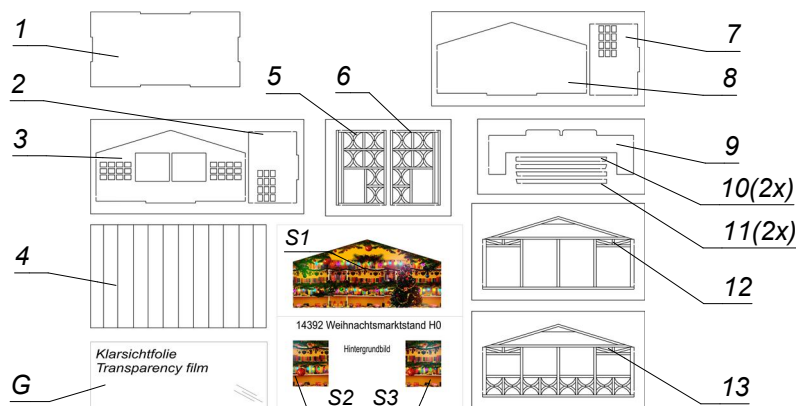 1
2
3
4
G
5
6
7
8
9
10(2x)
11(2x)
12
13
S1
14392 Weihnachtsmarktstand H0
Hintergrundbild
S2 S3
Klarsichtfolie
Transparency film